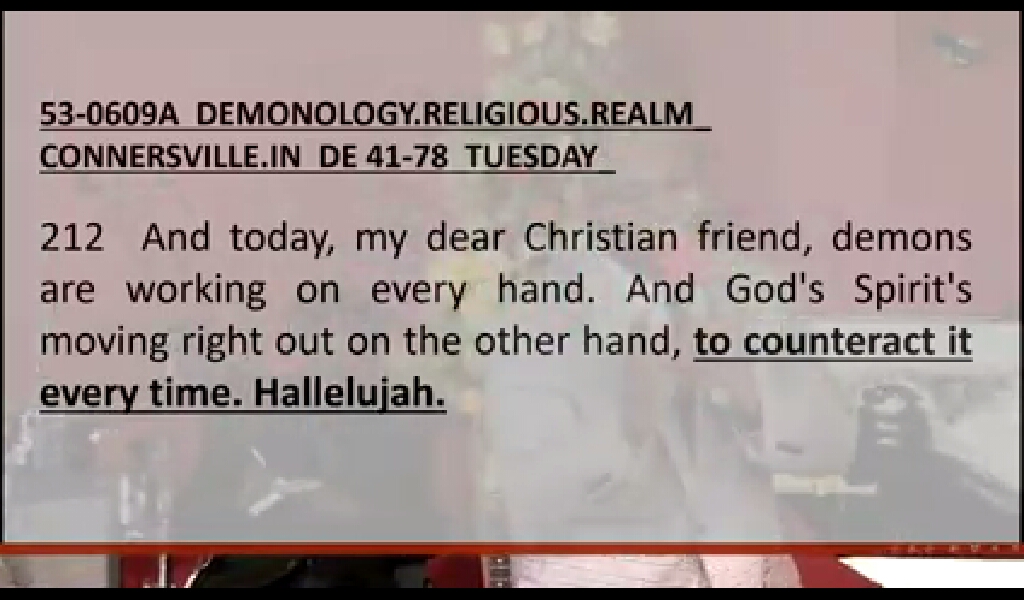 53-0609A DEMONOLOGY.RELIGIOUS.REALM_
CONNERSVILLE.IN DE 41-78 TUESDAY_
212 And today, my dear Christian friend, demons
are working on every hand. And God's Spirit's
moving right out on the other hand, to counteract it
every time. Hallelujah.